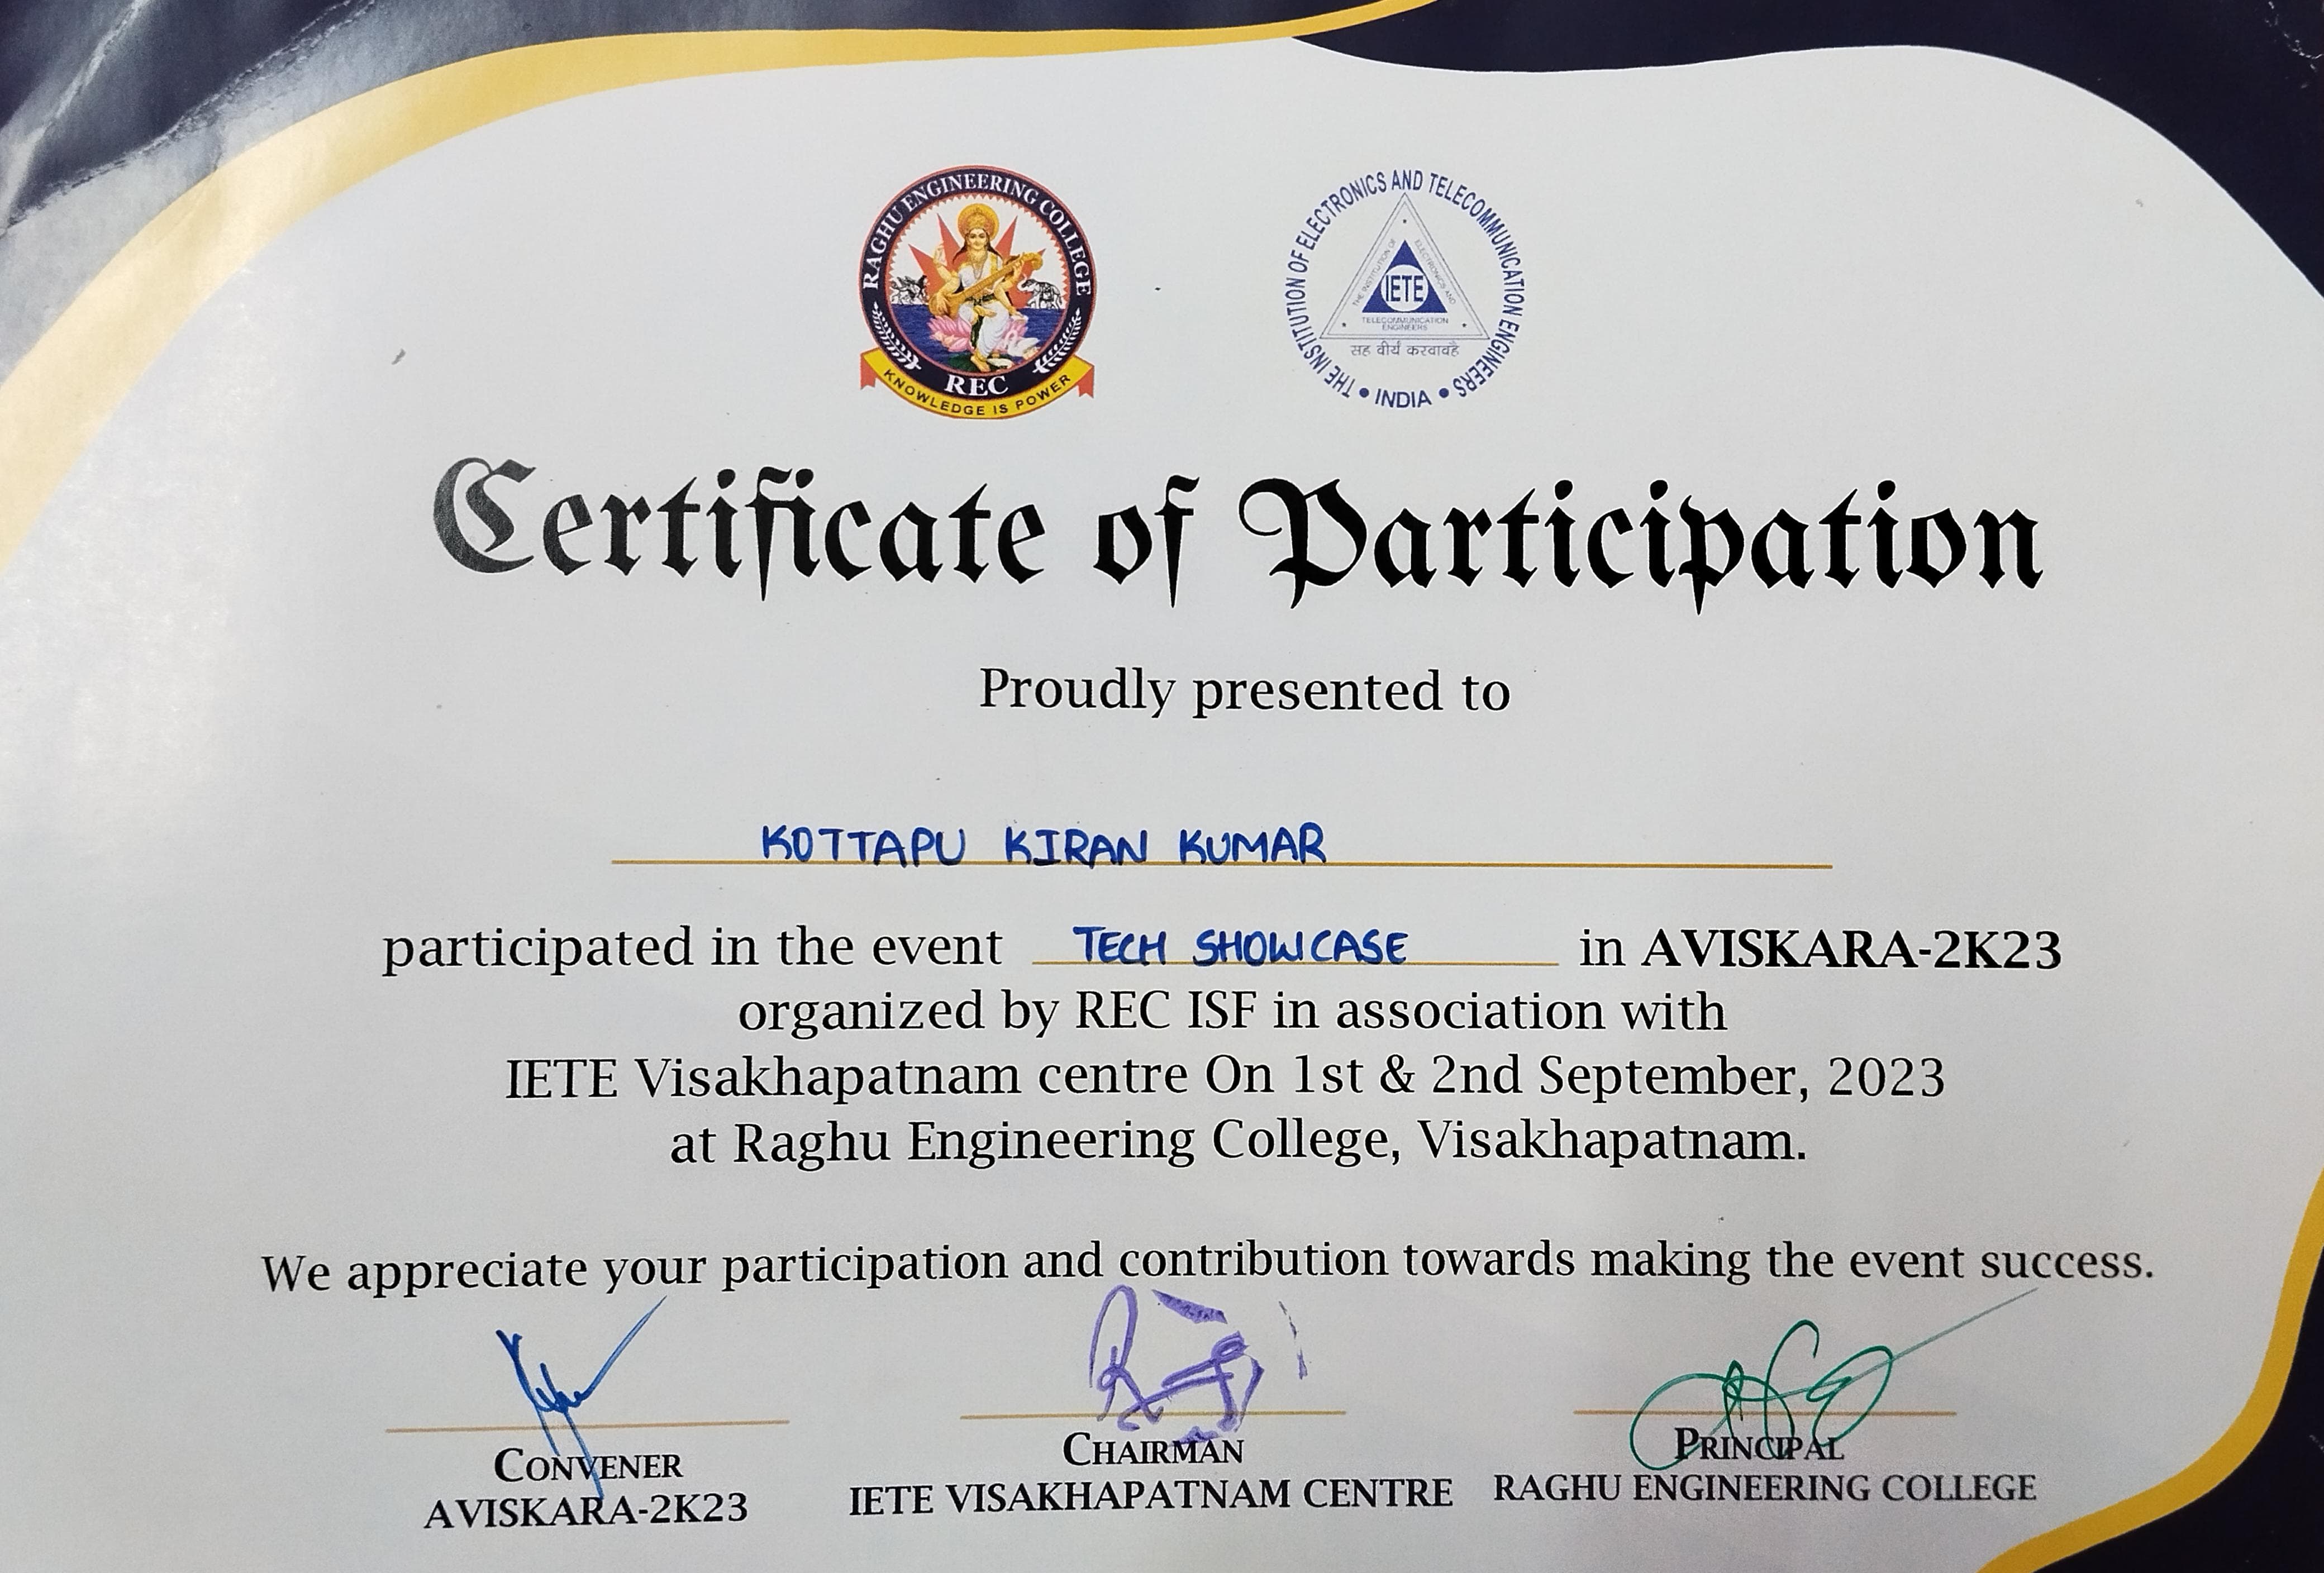 RAGHU ENGINEERING COLLEGE
REC
KNOWLEDGE IS POWER
THE INSTITUTION OF ELECTRONICS AND TELECOMMUNICATION ENGINEERS
• INDIA •
THE INSTITUTION OF
ELECTRONICS AND
IETE
TELECOMMUNICATION
ENGINEERS
सह वीर्यं करवावहै
Certificate of Participation
Proudly presented to
KOTTAPU KIRAN KUMAR
participated in the event TECH SHOWCASE in AVISKARA-2K23
organized by REC ISF in association with
IETE Visakhapatnam centre On 1st & 2nd September, 2023
at Raghu Engineering College, Visakhapatnam.
We appreciate your participation and contribution towards making the event success.
CONVENER
AVISKARA-2K23
CHAIRMAN
IETE VISAKHAPATNAM CENTRE
PRINCIPAL
RAGHU ENGINEERING COLLEGE